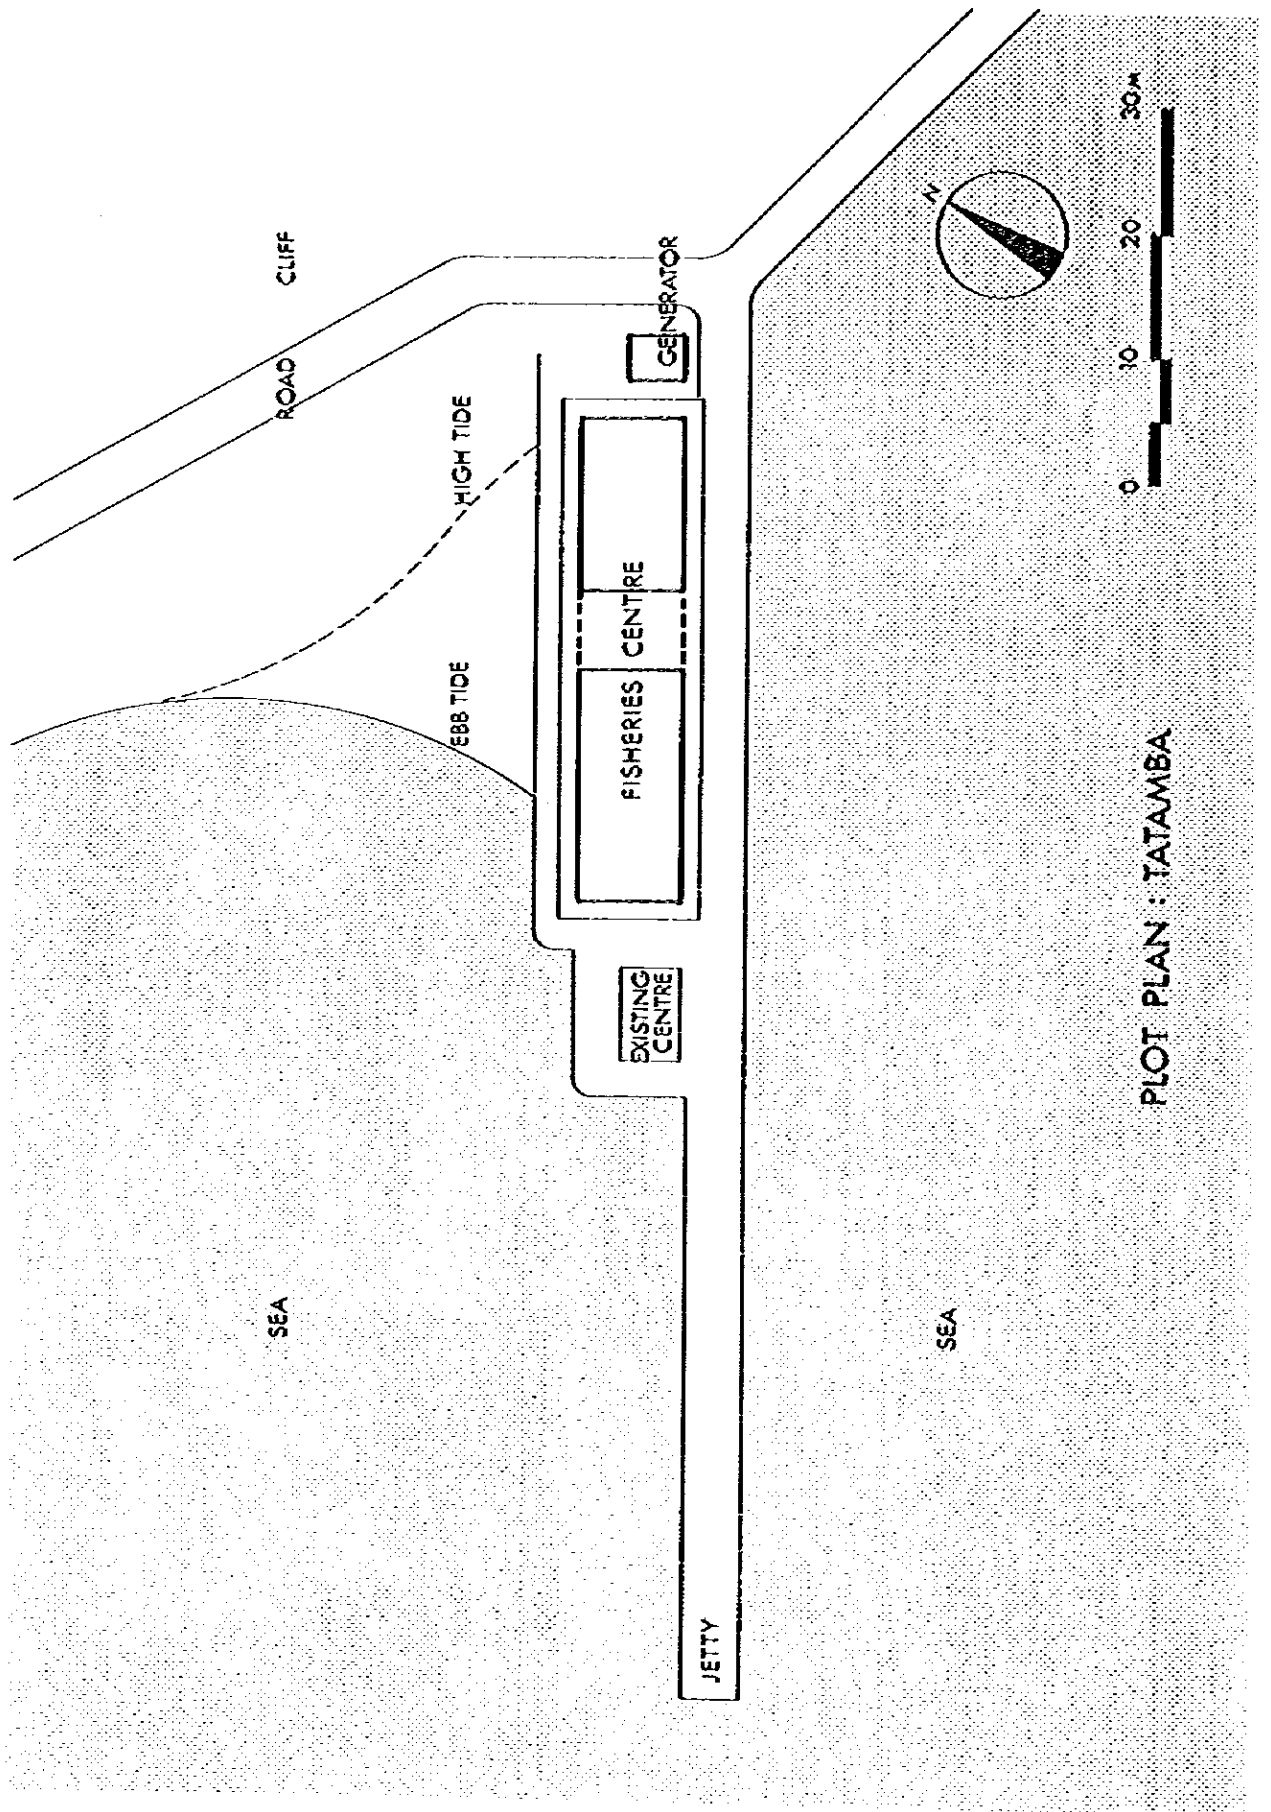 CLIFF
ROAD
HIGH TIDE
EBB TIDE
SEA
GENERATOR
FISHERIES CENTRE
EXISTING
CENTRE
JETTY
SEA
N
0 10 20 30M
PLOT PLAN : TATAMBA